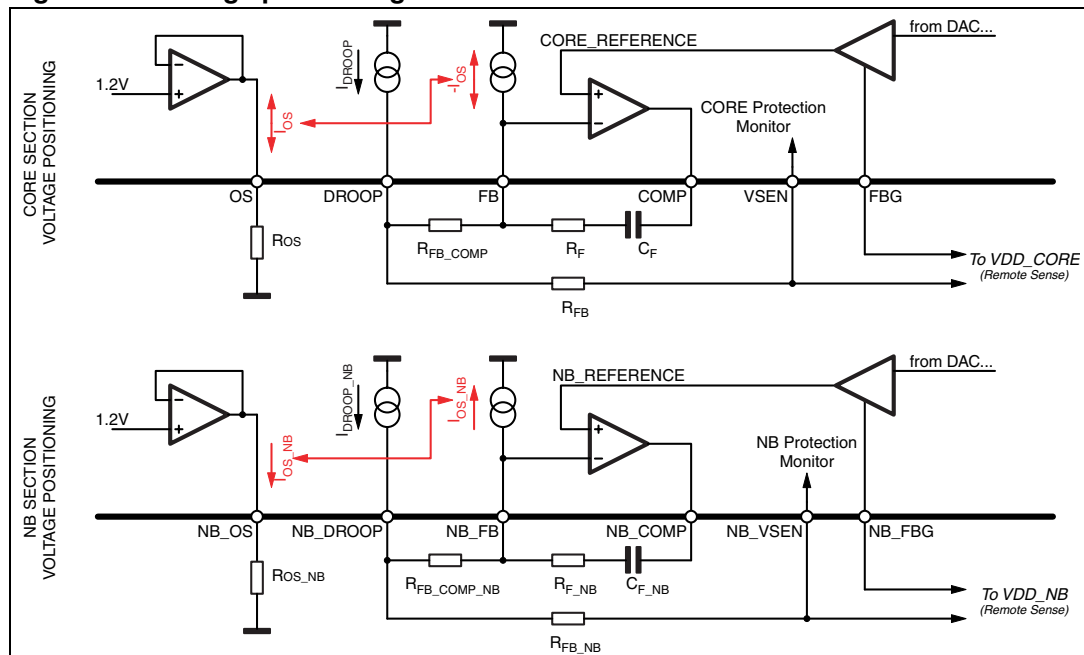 CORE SECTION
VOLTAGE POSITIONING
1.2V
IOS
IDROOP
-IOS
CORE_REFERENCE
from DAC...
CORE Protection
Monitor
OS
DROOP
FB
COMP
VSEN
FBG
ROS
RFB_COMP
RF
CF
To VDD_CORE
(Remote Sense)
RFB
NB SECTION
VOLTAGE POSITIONING
1.2V
IOS_NB
IDROOP_NB
IOS_NB
NB_REFERENCE
from DAC...
NB Protection
Monitor
NB_OS
NB_DROOP
NB_FB
NB_COMP
NB_VSEN
NB_FBG
ROS_NB
RFB_COMP_NB
RF_NB
CF_NB
To VDD_NB
(Remote Sense)
RFB_NB